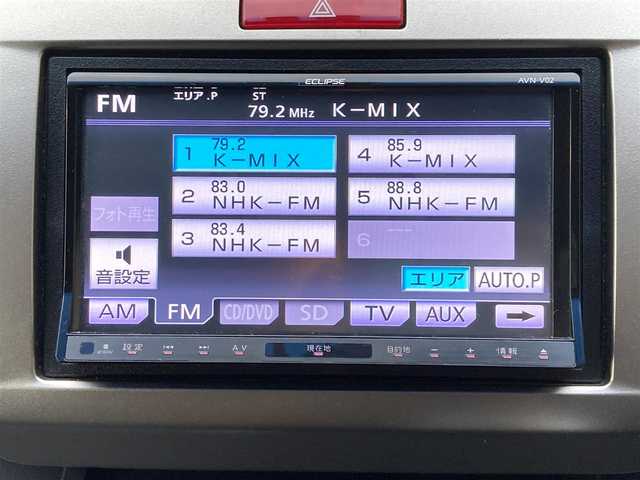 ECLIPSE AVN-V02
FM エリア.P ST
79.2 MHz K-MIX
1 79.2 K-MIX
4 85.9 K-MIX
2 83.0 NHK-FM
5 88.8 NHK-FM
3 83.4 NHK-FM
6 ---
フォト再生
音設定
エリア AUTO.P
AM FM CD/DVD SD TV AUX
設定 AV 現在地 目的地 － ＋ 情報